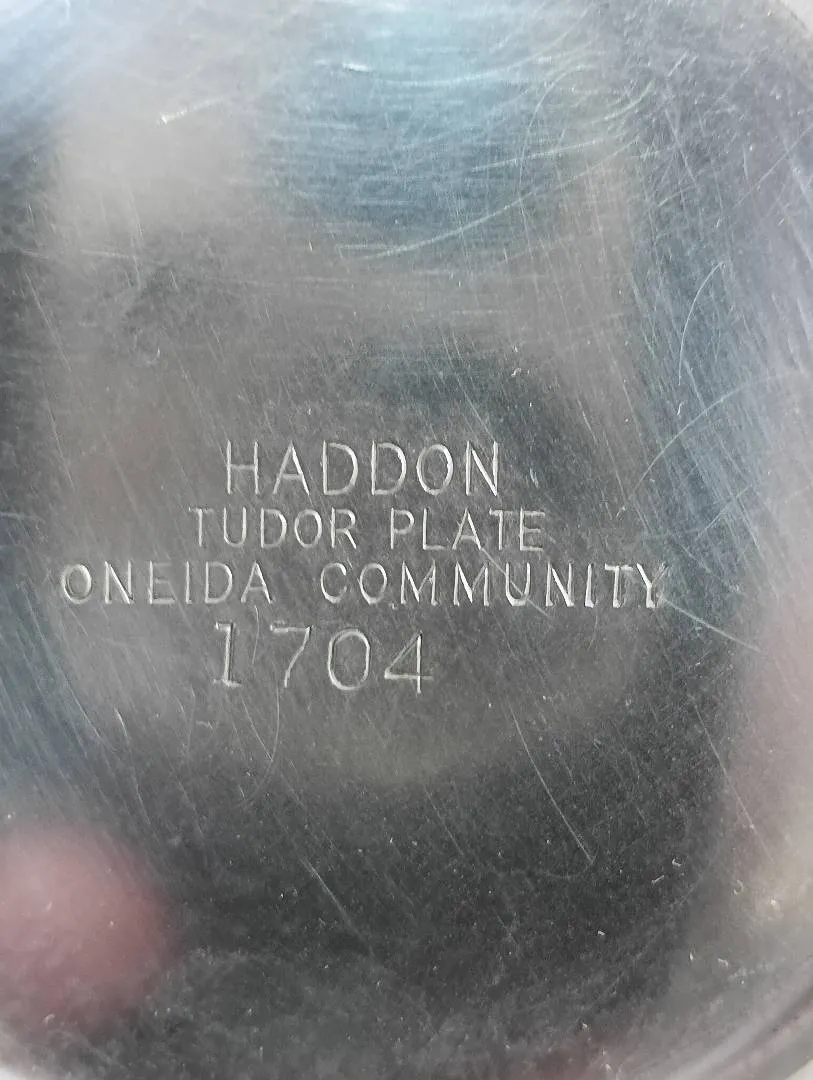 HADDON
TUDOR PLATE
ONEIDA COMMUNITY
1704